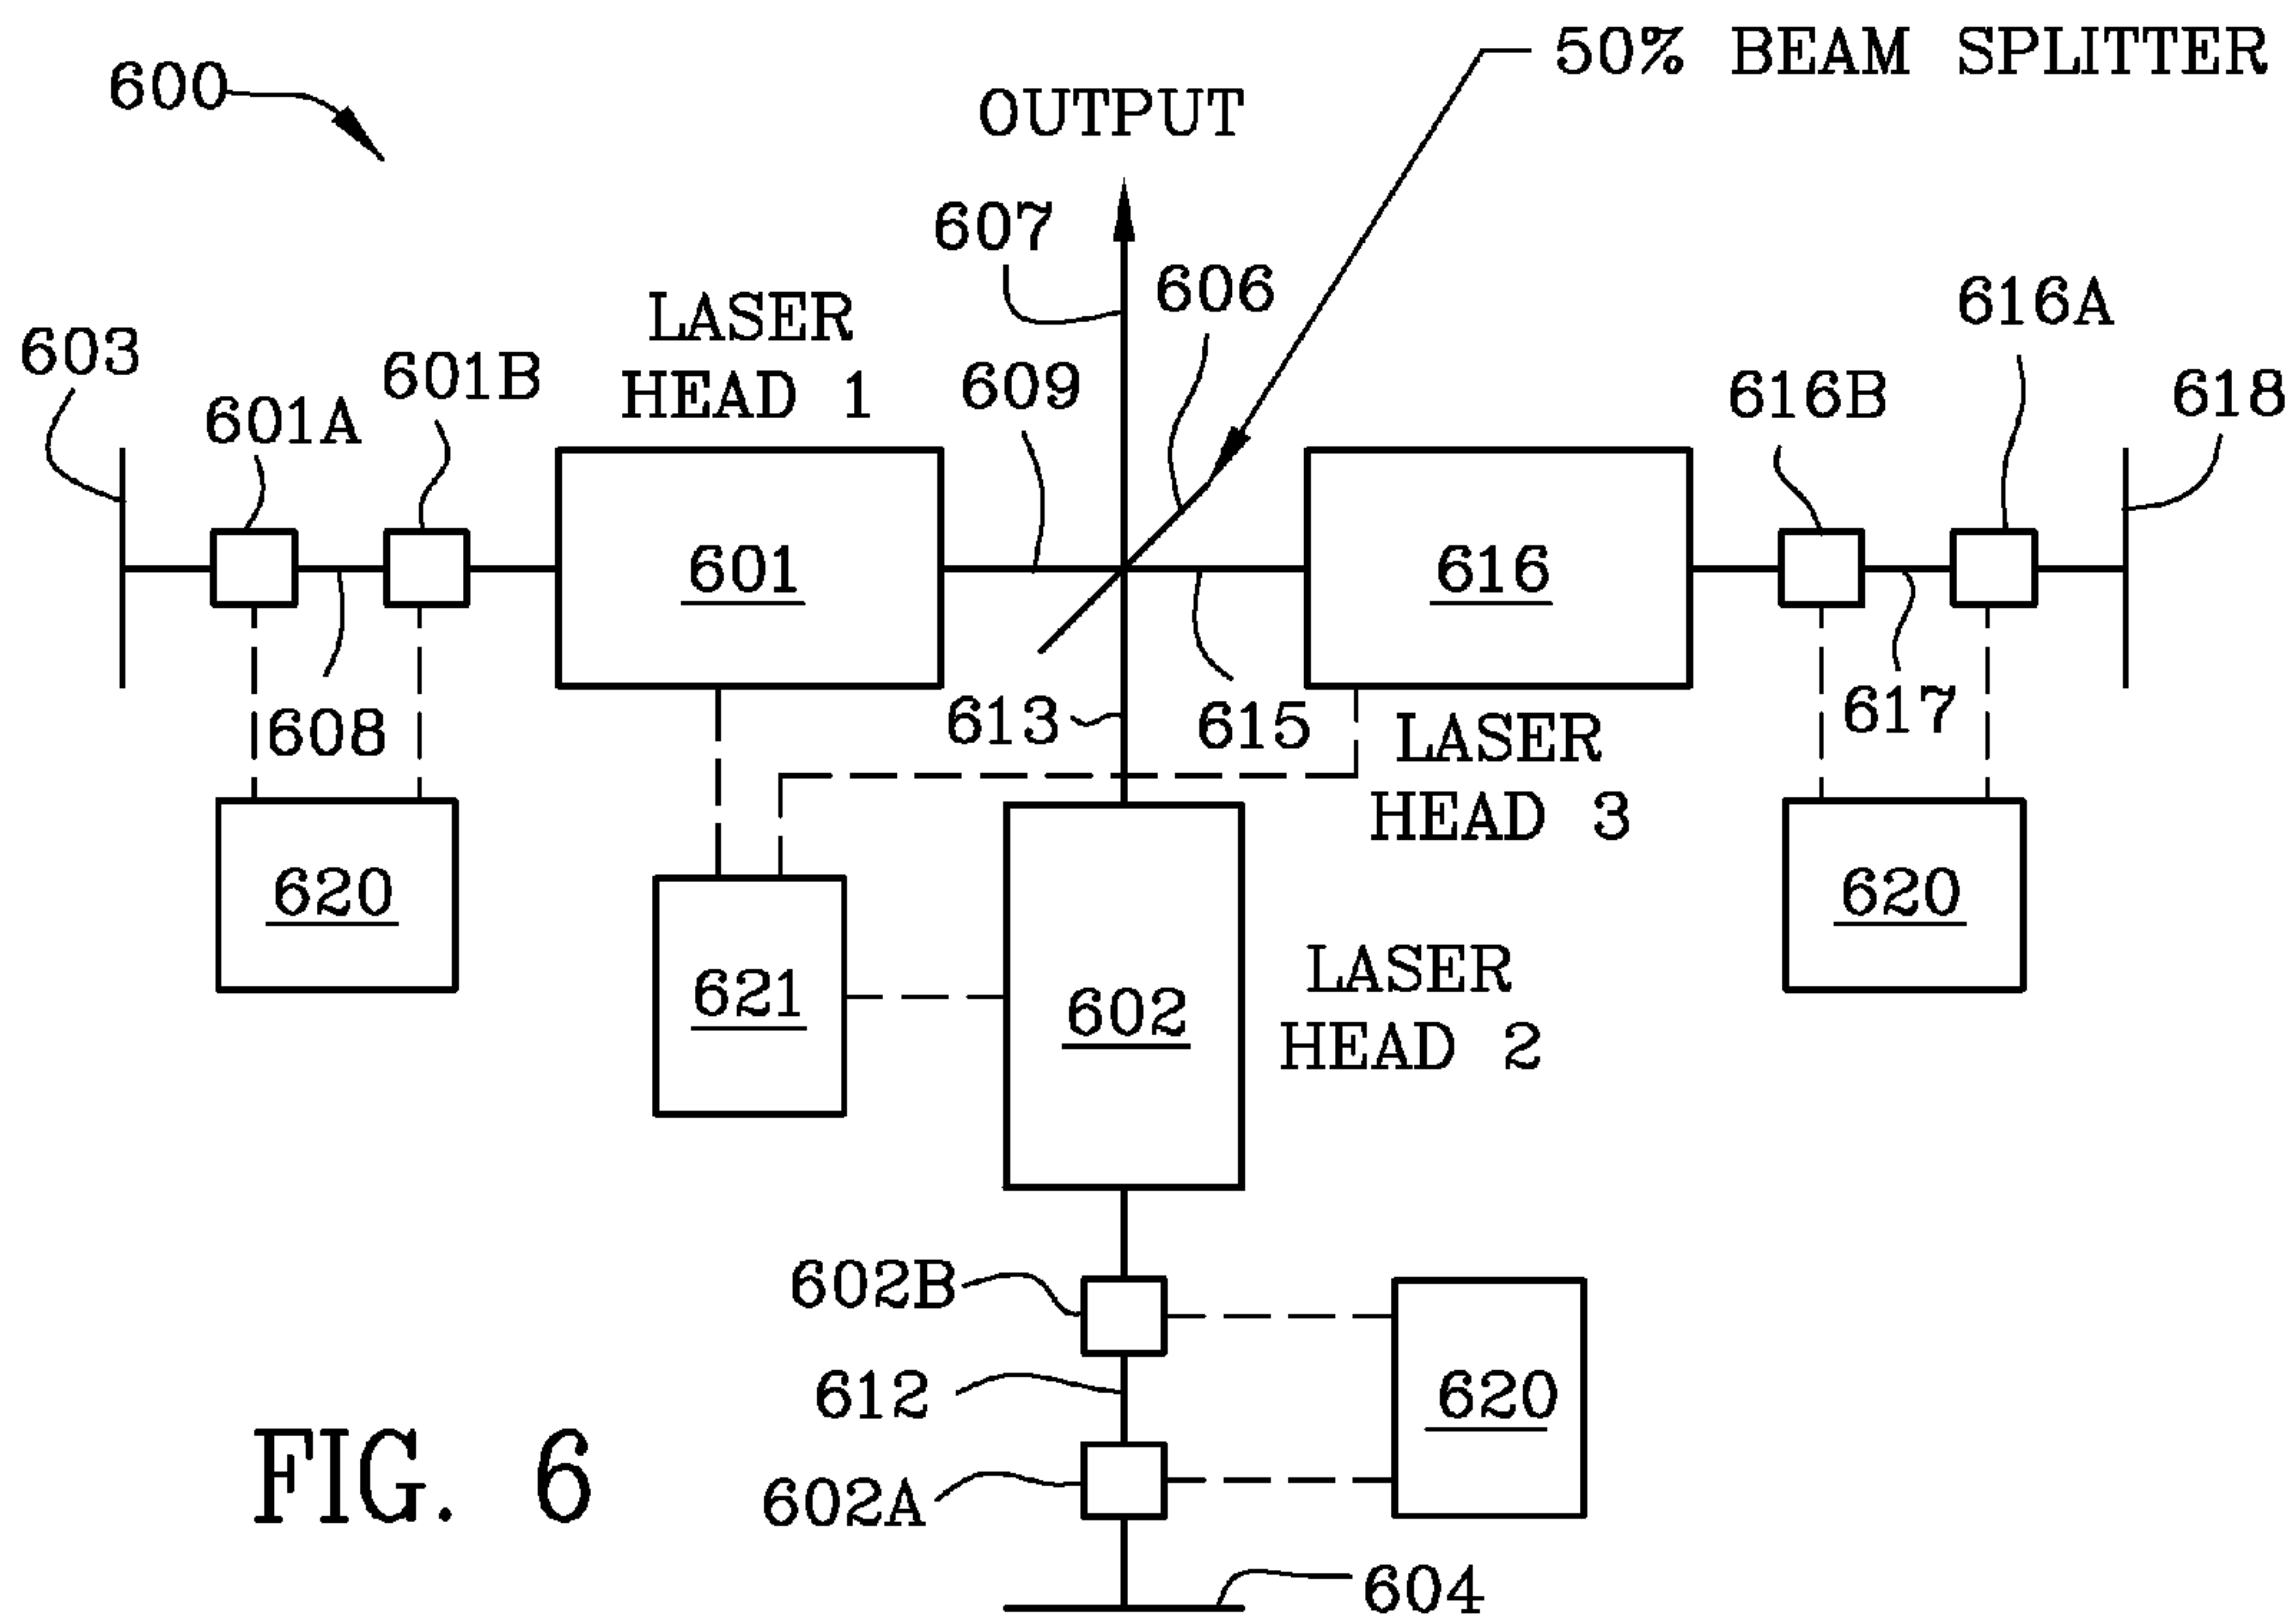 50% BEAM SPLITTER
600
OUTPUT
607
606
616A
LASER
HEAD 1
603
601B
609
616B
618
601A
601
616
608
613
615
617
LASER
HEAD 3
620
621
602
LASER
HEAD 2
620
602B
612
620
602A
604
FIG. 6